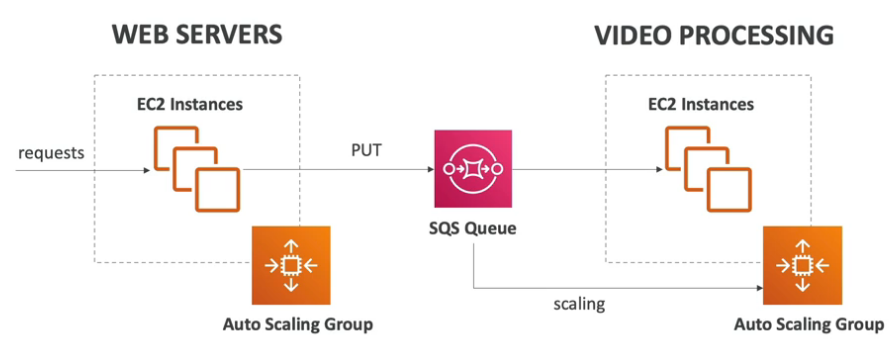 WEB SERVERS
VIDEO PROCESSING
EC2 Instances
EC2 Instances
requests
PUT
SQS Queue
scaling
Auto Scaling Group
Auto Scaling Group